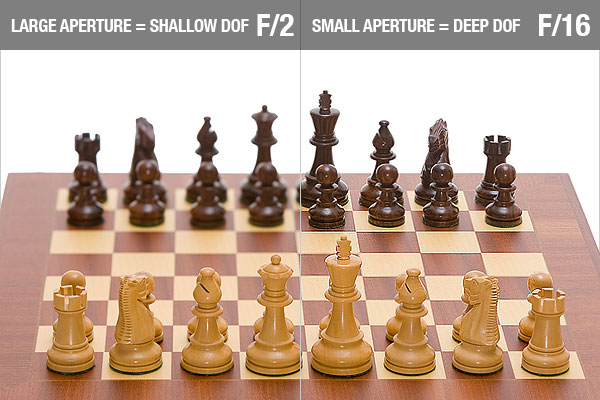 LARGE APERTURE = SHALLOW DOF F/2
SMALL APERTURE = DEEP DOF F/16